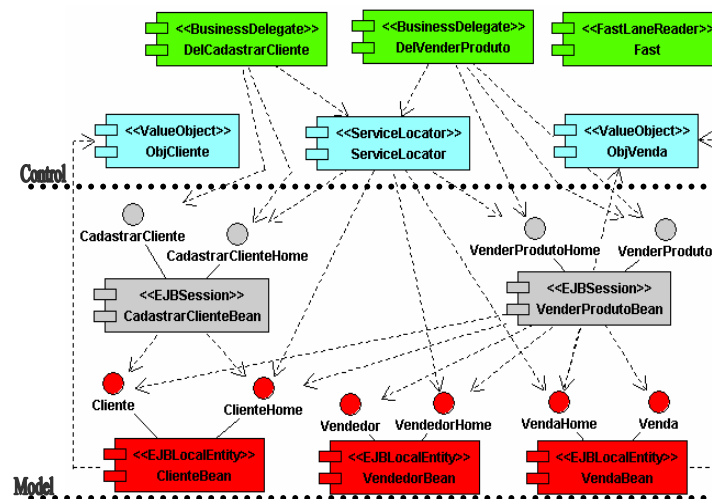 <<BusinessDelegate>>
DelCadastrarCliente
<<BusinessDelegate>>
DelVenderProduto
<<FastLaneReader>>
Fast
<<ValueObject>>
ObjCliente
<<ServiceLocator>>
ServiceLocator
<<ValueObject>>
ObjVenda
Control
CadastrarCliente
CadastrarClienteHome
VenderProdutoHome
VenderProduto
<<EJBSession>>
CadastrarClienteBean
<<EJBSession>>
VenderProdutoBean
Cliente
ClienteHome
Vendedor
VendedorHome
VendaHome
Venda
<<EJBLocalEntity>>
ClienteBean
<<EJBLocalEntity>>
VendedorBean
<<EJBLocalEntity>>
VendaBean
Model